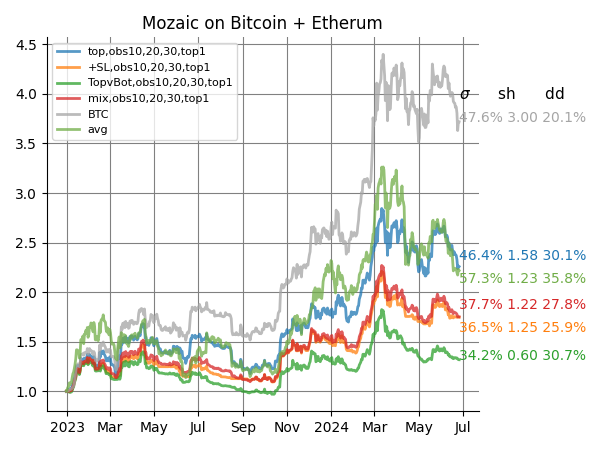 Mozaic on Bitcoin + Etherum
4.5
4.0
3.5
3.0
2.5
2.0
1.5
1.0
top,obs10,20,30,top1
+SL,obs10,20,30,top1
TopvBot,obs10,20,30,top1
mix,obs10,20,30,top1
BTC
avg
σ sh dd
47.6% 3.00 20.1%
46.4% 1.58 30.1%
57.3% 1.23 35.8%
37.7% 1.22 27.8%
36.5% 1.25 25.9%
34.2% 0.60 30.7%
2023 Mar May Jul Sep Nov 2024 Mar May Jul